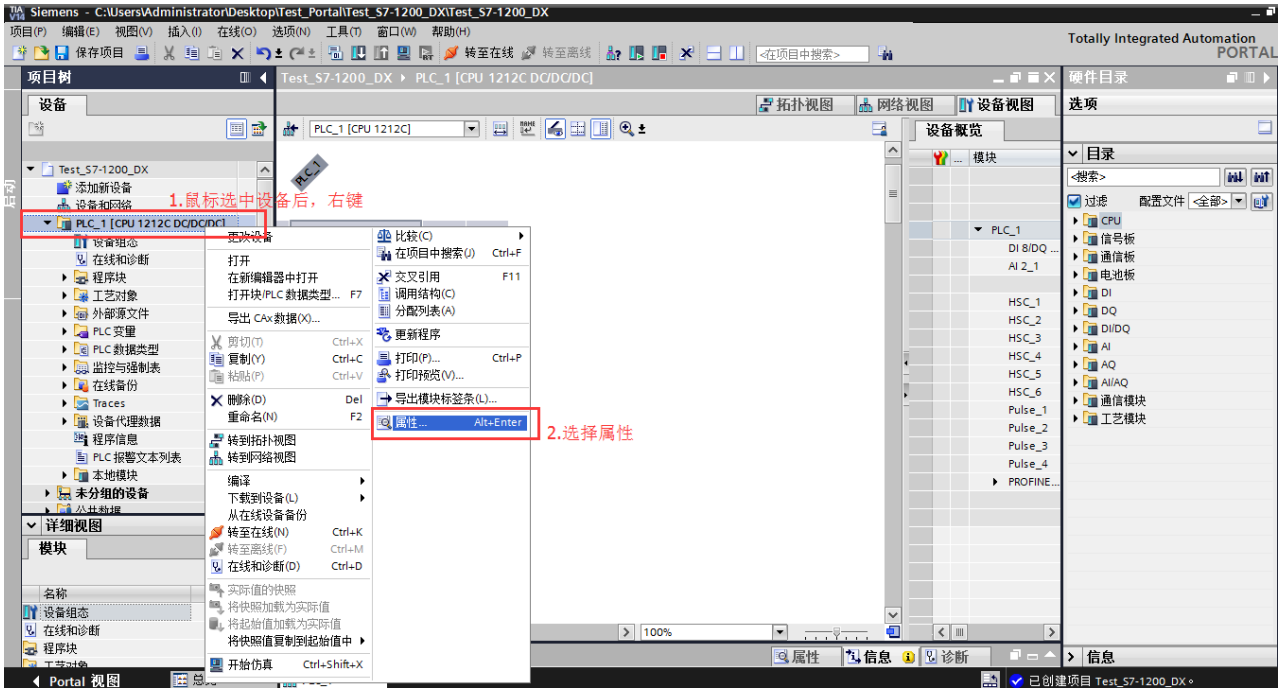 Siemens - C:\Users\Administrator\Desktop\Test_Portal\Test_S7-1200_DX\Test_S7-1200_DX
项目(P) 编辑(E) 视图(V) 插入(I) 在线(O) 选项(N) 工具(T) 窗口(W) 帮助(H)
Totally Integrated Automation
PORTAL
保存项目 转至在线 转至离线 <在项目中搜索>
项目树
Test_S7-1200_DX ▸ PLC_1 [CPU 1212C DC/DC/DC]
硬件目录
设备
拓扑视图 网络视图 设备视图
选项
PLC_1 [CPU 1212C]
设备概览
Test_S7-1200_DX
添加新设备
设备和网络
PLC_1 [CPU 1212C DC/DC/DC]
设备组态
在线和诊断
程序块
工艺对象
外部源文件
PLC 变量
PLC 数据类型
监控与强制表
在线备份
Traces
设备代理数据
程序信息
PLC 报警文本列表
本地模块
未分组的设备
公共数据
详细视图
模块
名称
设备组态
在线和诊断
程序块
工艺对象
PLC_1
1.鼠标选中设备后，右键
更改设备
打开
在新编辑器中打开
打开块/PLC 数据类型... F7
导出 CAx 数据(X)...
剪切(T) Ctrl+X
复制(Y) Ctrl+C
粘贴(P) Ctrl+V
删除(D) Del
重命名(N) F2
转到拓扑视图
转到网络视图
编译
下载到设备(L)
从在线设备备份
转至在线(N) Ctrl+K
转至离线(F) Ctrl+M
在线和诊断(D) Ctrl+D
实际值的快照
将快照加载为实际值
将起始值加载为实际值
将快照值复制到起始值中
开始仿真 Ctrl+Shift+X
比较(C)
在项目中搜索(J) Ctrl+F
交叉引用 F11
调用结构(C)
分配列表(A)
更新程序
打印(P)... Ctrl+P
打印预览(V)...
导出模块标签条(L)...
属性... Alt+Enter
2.选择属性
... 模块
PLC_1
DI 8/DQ ...
AI 2_1
HSC_1
HSC_2
HSC_3
HSC_4
HSC_5
HSC_6
Pulse_1
Pulse_2
Pulse_3
Pulse_4
PROFINE...
目录
<搜索>
过滤 配置文件 <全部>
CPU
信号板
通信板
电池板
DI
DQ
DI/DQ
AI
AQ
AI/AQ
通信模块
工艺模块
100%
属性 信息 诊断
信息
Portal 视图
已创建项目 Test_S7-1200_DX。